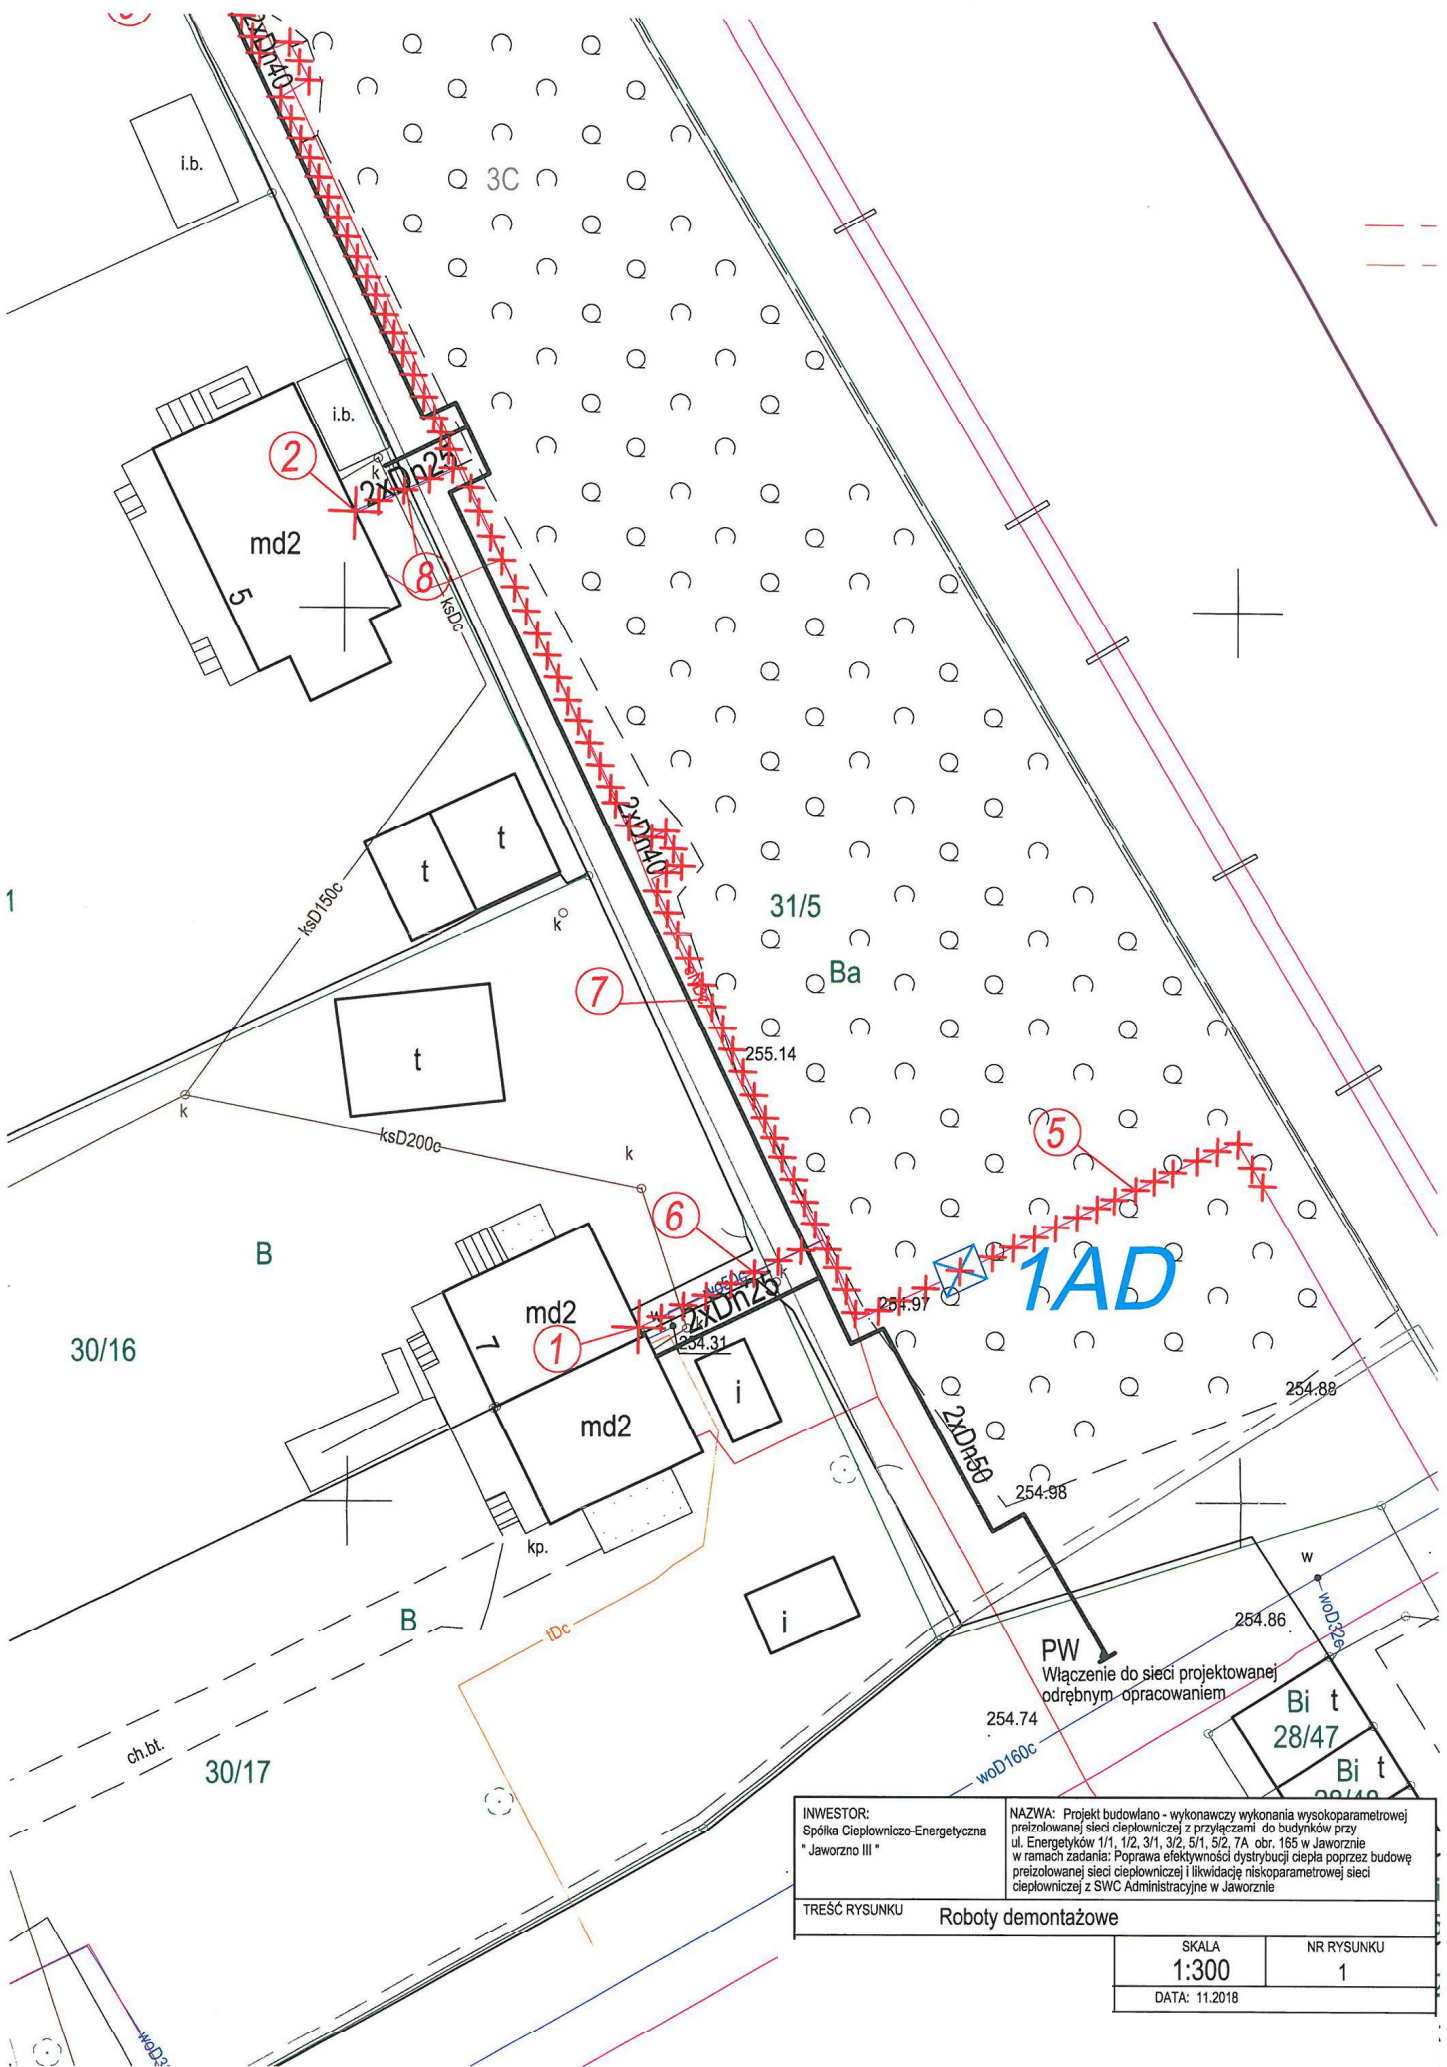 2xDn40
i.b.
3C
i.b.
2
k
2xDn25
md2
8
5
ksDc
2xDn40
t
t
1
ksD150c
k
31/5
Ba
7
255.14
t
k
ksD200c
k
5
6
B
1AD
k
2xDn25
254.97
md2
w
1
254.31
7
30/16
i
md2
254.88
2xDn50
254.98
kp.
w
B
i
254.86
woD32e
tDc
PW
Włączenie do sieci projektowanej
odrębnym opracowaniem
Bi t
28/47
254.74
ch.bt.
30/17
woD160c
Bi t
28/48
INWESTOR:
Spółka Ciepłowniczo-Energetyczna
" Jaworzno III "
NAZWA: Projekt budowlano - wykonawczy wykonania wysokoparametrowej
preizolowanej sieci ciepłowniczej z przyłączami do budynków przy
ul. Energetyków 1/1, 1/2, 3/1, 3/2, 5/1, 5/2, 7A obr. 165 w Jaworznie
w ramach zadania: Poprawa efektywności dystrybucji ciepła poprzez budowę
preizolowanej sieci ciepłowniczej i likwidację niskoparametrowej sieci
ciepłowniczej z SWC Administracyjne w Jaworznie
TREŚĆ RYSUNKU
Roboty demontażowe
SKALA
1:300
NR RYSUNKU
1
DATA: 11.2018